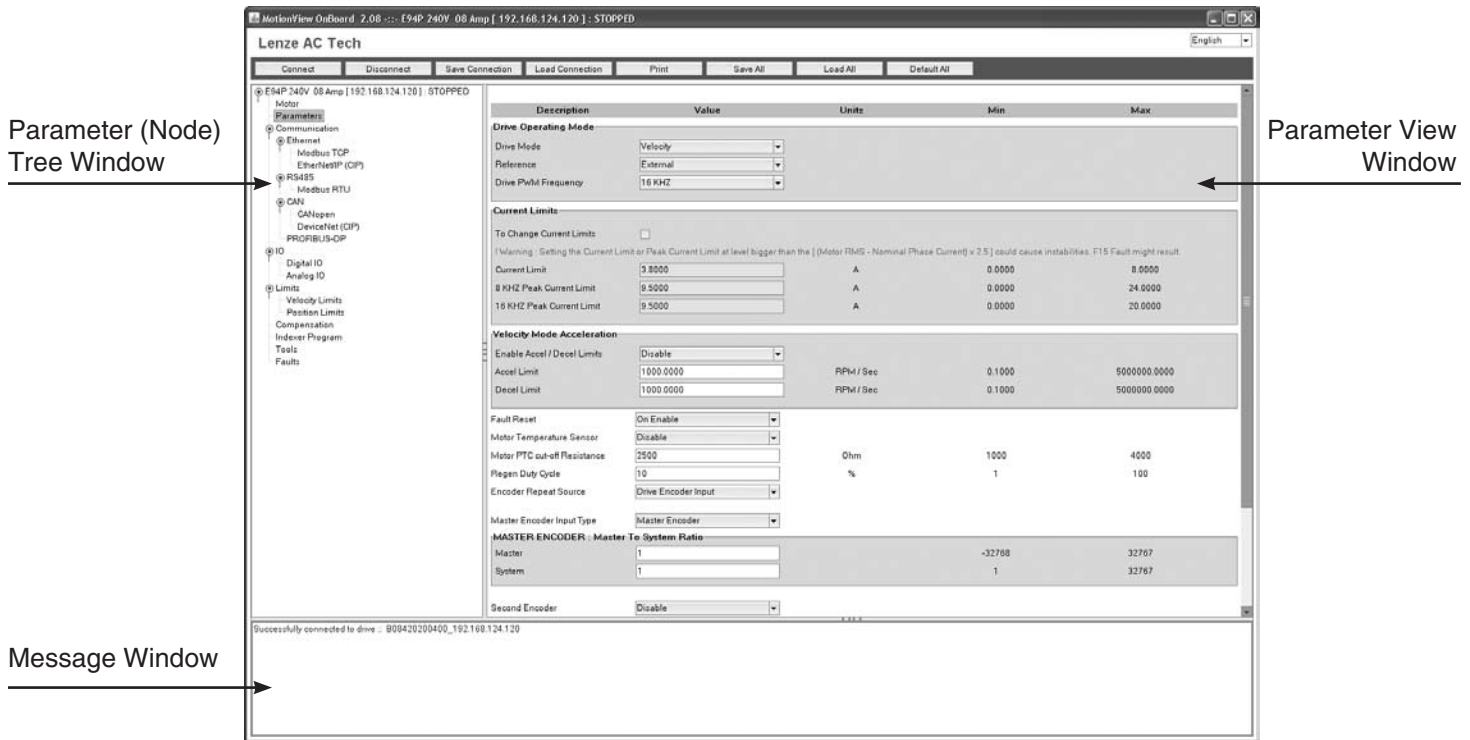 MotionView OnBoard 2.08 -::- E94P 240V 08 Amp [ 192.168.124.120 ] : STOPPED
Lenze AC Tech
English
Connect Disconnect Save Connection Load Connection Print Save All Load All Default All
Parameter (Node)
Tree Window
E94P 240V 08 Amp [192.168.124.120] : STOPPED
Motor
Parameters
Communication
Ethernet
Modbus TCP
EtherNet/IP (CIP)
RS485
Modbus RTU
CAN
CANopen
DeviceNet (CIP)
PROFIBUS-DP
IO
Digital IO
Analog IO
Limits
Velocity Limits
Position Limits
Compensation
Indexer Program
Tools
Faults
Parameter View
Window
Description Value Units Min Max
Drive Operating Mode
Drive Mode Velocity
Reference External
Drive PWM Frequency 16 KHZ
Current Limits
To Change Current Limits
! Warning : Setting the Current Limit or Peak Current Limit at level bigger than the [ (Motor RMS - Nominal Phase Current) x 2.5 ] could cause instabilities. F15 Fault might result.
Current Limit 3.8000 A 0.0000 8.0000
8 KHZ Peak Current Limit 9.5000 A 0.0000 24.0000
16 KHZ Peak Current Limit 9.5000 A 0.0000 20.0000
Velocity Mode Acceleration
Enable Accel / Decel Limits Disable
Accel Limit 1000.0000 RPM / Sec 0.1000 5000000.0000
Decel Limit 1000.0000 RPM / Sec 0.1000 5000000.0000
Fault Reset On Enable
Motor Temperature Sensor Disable
Motor PTC cut-off Resistance 2500 Ohm 1000 4000
Regen Duty Cycle 10 % 1 100
Encoder Repeat Source Drive Encoder Input
Master Encoder Input Type Master Encoder
MASTER ENCODER : Master To System Ratio
Master 1 -32768 32767
System 1 1 32767
Second Encoder Disable
Message Window
Successfully connected to drive :: B08420200400_192.168.124.120